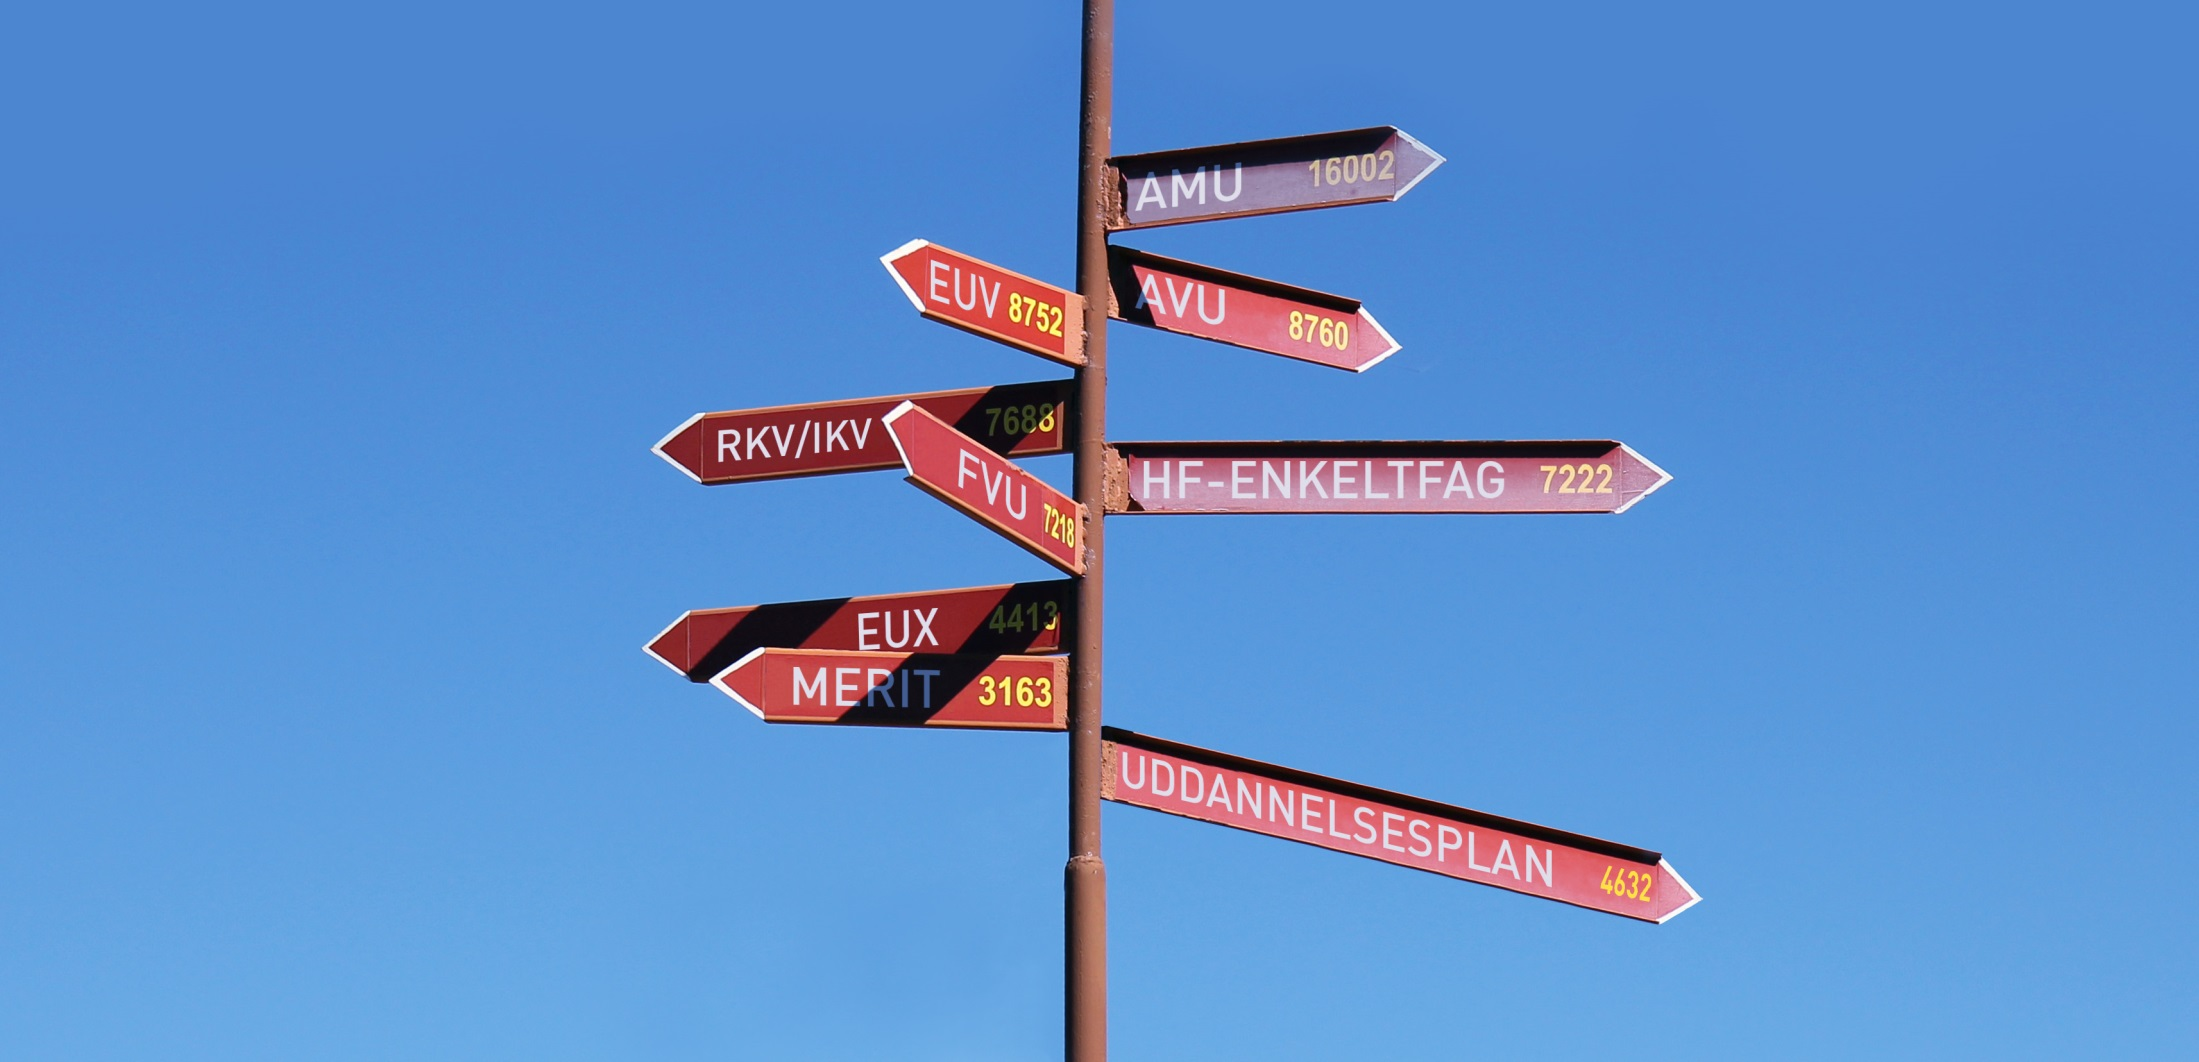 AMU 16002
EUV 8752
AVU 8760
RKV/IKV 7688
FVU 7218
HF-ENKELTFAG 7222
EUX 4413
MERIT 3163
UDDANNELSESPLAN 4632